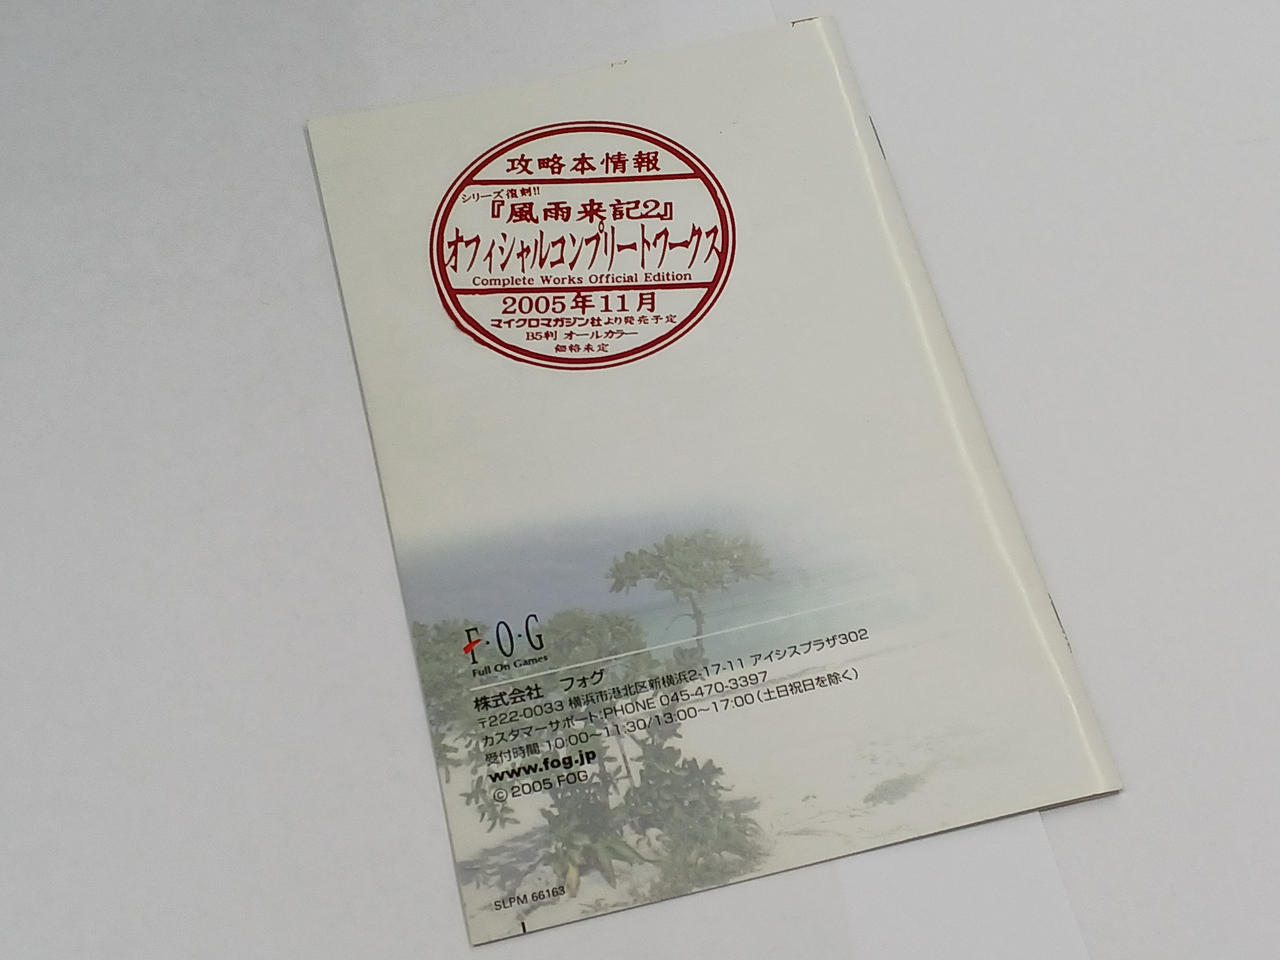 攻略本情報
シリーズ復刻!!
『風雨来記2』
オフィシャルコンプリートワークス
Complete Works Official Edition
2005年11月
マイクロマガジン社より発売予定
B5判 オールカラー
価格未定
F・O・G
Full On Games
株式会社 フォグ
〒222-0033 横浜市港北区新横浜2-17-11 アイシスプラザ302
カスタマーサポート:PHONE 045-470-3397
受付時間 10:00〜11:30/13:00〜17:00(土日祝日を除く)
www.fog.jp
© 2005 FOG
SLPM 66163